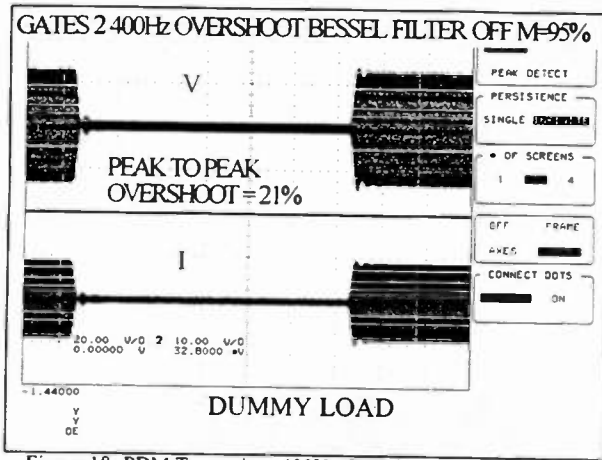 GATES 2 400Hz OVERSHOOT BESSEL FILTER OFF M=95%
V
PEAK TO PEAK
OVERSHOOT = 21%
I
20.00 V/D 2 10.00 V/D
0.00000 V 32.8000 mV
-1.44000
Y
Y
OE
DUMMY LOAD
PEAK DETECT
PERSISTENCE
SINGLE
# OF SCREENS
1 4
OFF FRAME
AXES
CONNECT DOTS
ON